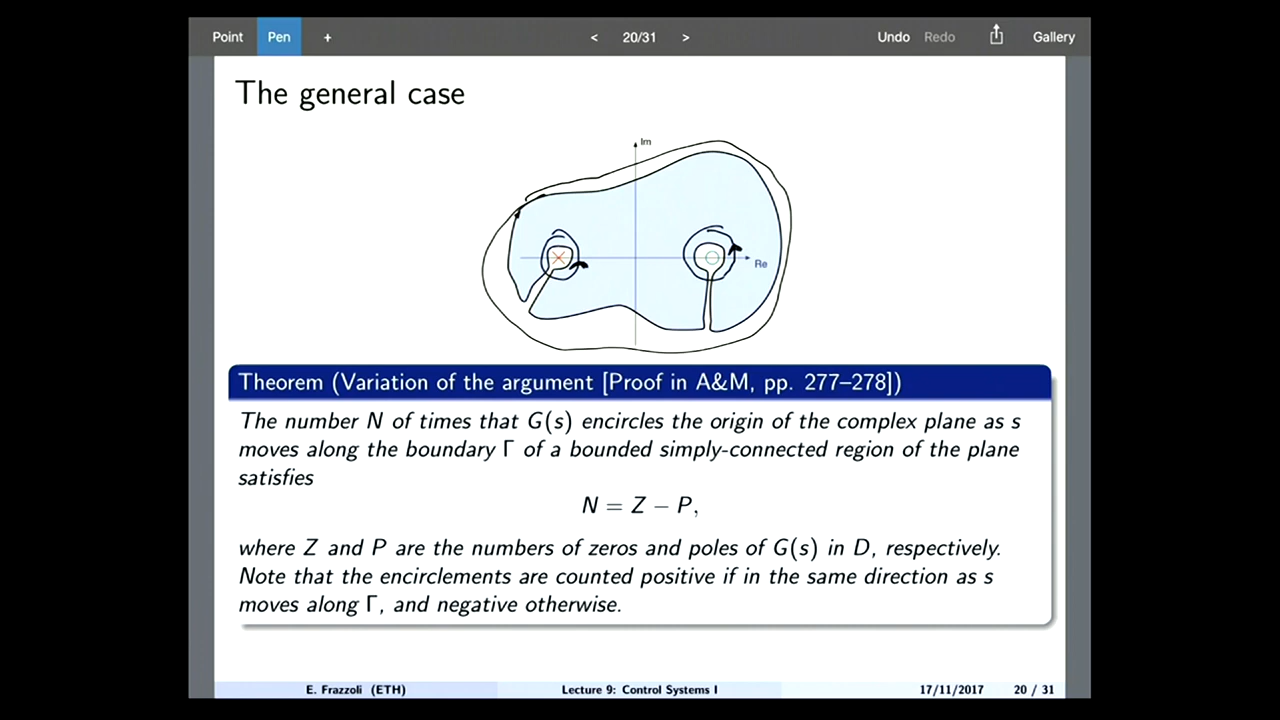 Point Pen + < 20/31 > Undo Redo Gallery
The general case
Im
Re
Theorem (Variation of the argument [Proof in A&M, pp. 277–278])
The number N of times that G(s) encircles the origin of the complex plane as s
moves along the boundary Γ of a bounded simply-connected region of the plane
satisfies
N = Z − P,
where Z and P are the numbers of zeros and poles of G(s) in D, respectively.
Note that the encirclements are counted positive if in the same direction as s
moves along Γ, and negative otherwise.
E. Frazzoli (ETH) Lecture 9: Control Systems I 17/11/2017 20 / 31